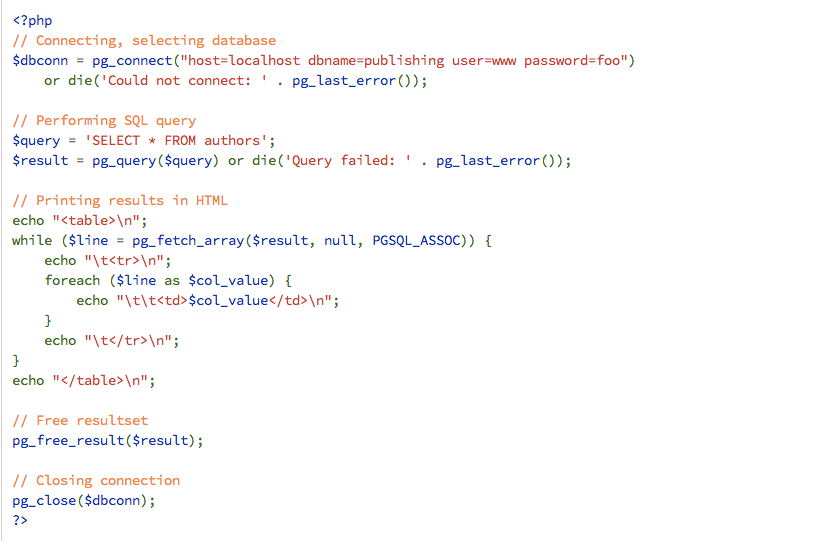 <?php
// Connecting, selecting database
$dbconn = pg_connect("host=localhost dbname=publishing user=www password=foo")
    or die('Could not connect: ' . pg_last_error());

// Performing SQL query
$query = 'SELECT * FROM authors';
$result = pg_query($query) or die('Query failed: ' . pg_last_error());

// Printing results in HTML
echo "<table>\n";
while ($line = pg_fetch_array($result, null, PGSQL_ASSOC)) {
    echo "\t<tr>\n";
    foreach ($line as $col_value) {
        echo "\t\t<td>$col_value</td>\n";
    }
    echo "\t</tr>\n";
}
echo "</table>\n";

// Free resultset
pg_free_result($result);

// Closing connection
pg_close($dbconn);
?>